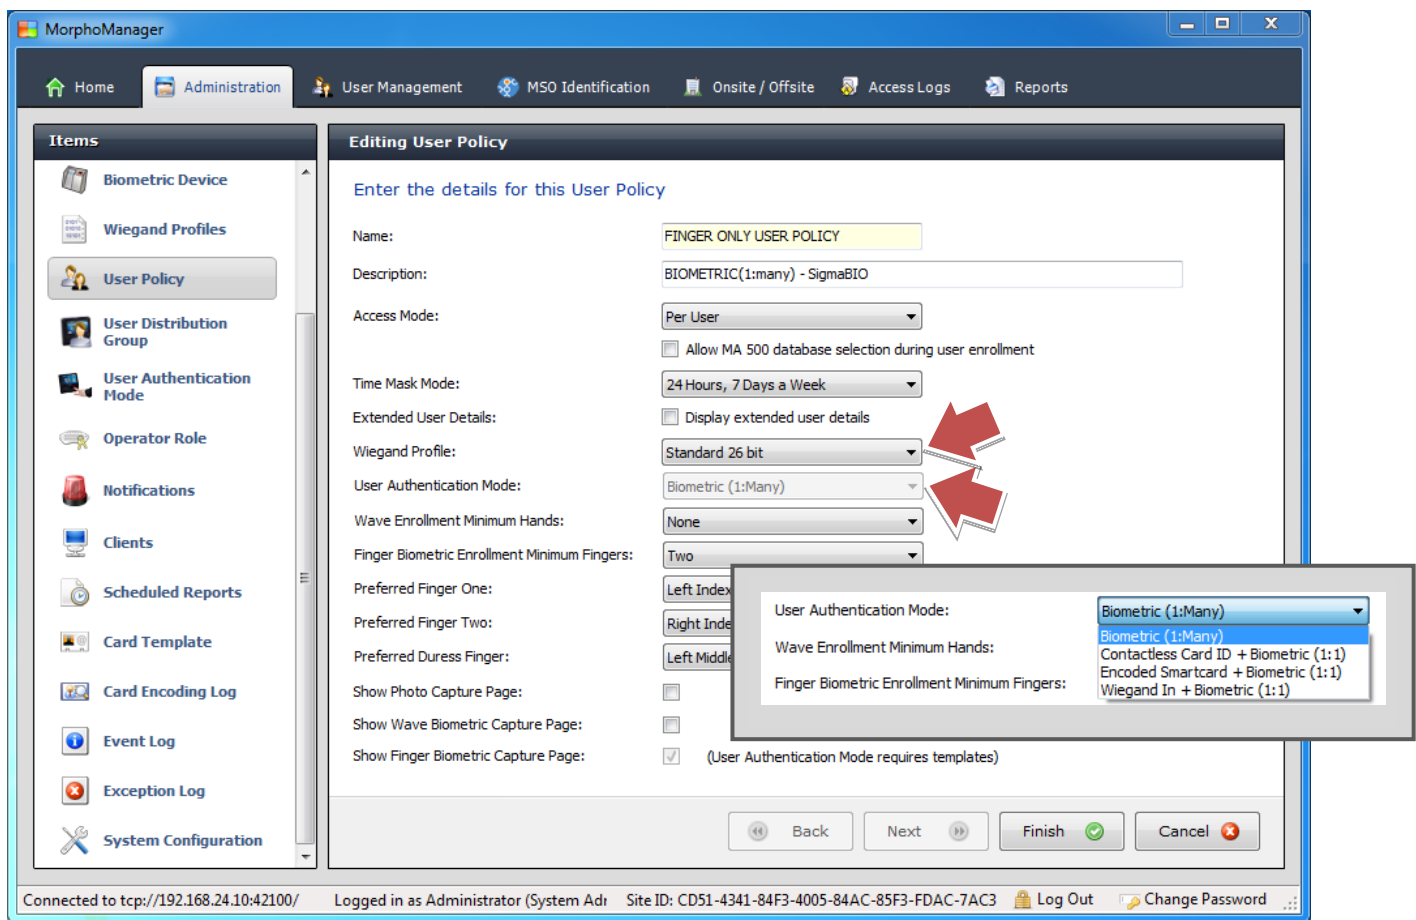 MorphoManager
Home Administration User Management MSO Identification Onsite / Offsite Access Logs Reports
Items
Biometric Device
Wiegand Profiles
User Policy
User Distribution
Group
User Authentication
Mode
Operator Role
Notifications
Clients
Scheduled Reports
Card Template
Card Encoding Log
Event Log
Exception Log
System Configuration
Editing User Policy
Enter the details for this User Policy
Name: FINGER ONLY USER POLICY
Description: BIOMETRIC(1:many) - SigmaBIO
Access Mode: Per User
Allow MA 500 database selection during user enrollment
Time Mask Mode: 24 Hours, 7 Days a Week
Extended User Details: Display extended user details
Wiegand Profile: Standard 26 bit
User Authentication Mode: Biometric (1:Many)
Wave Enrollment Minimum Hands: None
Finger Biometric Enrollment Minimum Fingers: Two
Preferred Finger One: Left Index
Preferred Finger Two: Right Inde
Preferred Duress Finger: Left Middle
Show Photo Capture Page:
Show Wave Biometric Capture Page:
Show Finger Biometric Capture Page: (User Authentication Mode requires templates)
User Authentication Mode: Biometric (1:Many)
Biometric (1:Many)
Contactless Card ID + Biometric (1:1)
Encoded Smartcard + Biometric (1:1)
Wiegand In + Biometric (1:1)
Wave Enrollment Minimum Hands:
Finger Biometric Enrollment Minimum Fingers:
Back Next Finish Cancel
Connected to tcp://192.168.24.10:42100/ Logged in as Administrator (System Adr Site ID: CD51-4341-84F3-4005-84AC-85F3-FDAC-7AC3 Log Out Change Password